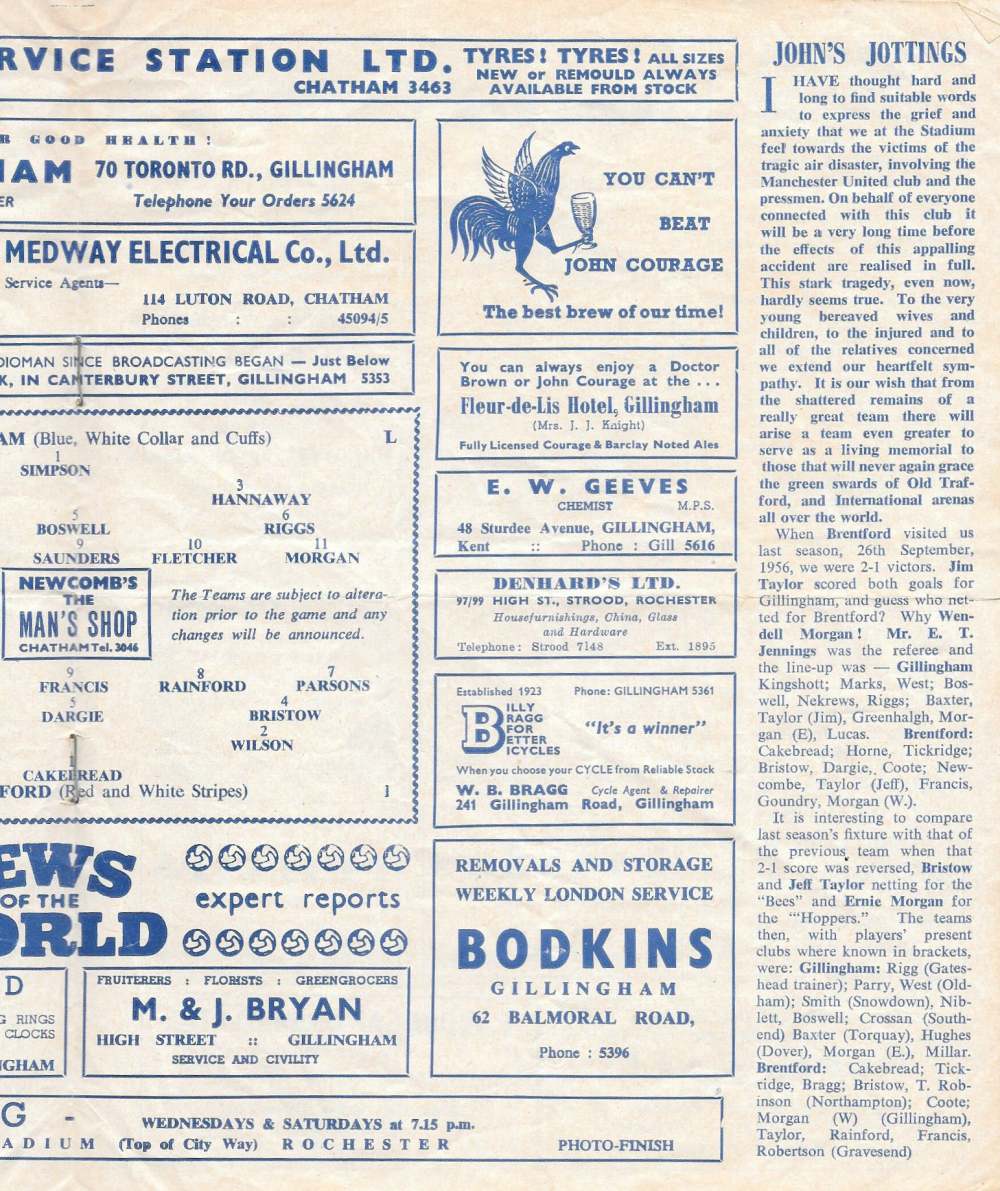 RVICE STATION LTD.
CHATHAM 3463
TYRES! TYRES! ALL SIZES
NEW or REMOULD ALWAYS
AVAILABLE FROM STOCK
R GOOD HEALTH!
AM 70 TORONTO RD., GILLINGHAM
ER Telephone Your Orders 5624
MEDWAY ELECTRICAL Co., Ltd.
Service Agents—
114 LUTON ROAD, CHATHAM
Phones : : 45094/5
DIOMAN SINCE BROADCASTING BEGAN — Just Below
K, IN CANTERBURY STREET, GILLINGHAM 5353
AM (Blue, White Collar and Cuffs) L
1
SIMPSON
3
HANNAWAY
5 6
BOSWELL RIGGS
9 10 11
SAUNDERS FLETCHER MORGAN
NEWCOMB'S
THE
MAN'S SHOP
CHATHAM Tel. 3046
The Teams are subject to altera-
tion prior to the game and any
changes will be announced.
9 8 7
FRANCIS RAINFORD PARSONS
5 4
DARGIE BRISTOW
2
WILSON
1
CAKEBREAD
FORD (Red and White Stripes) 1
EWS
OF THE
ORLD
expert reports
D
G RINGS
CLOCKS
GHAM
FRUITERERS : FLORISTS : GREENGROCERS
M. & J. BRYAN
HIGH STREET :: GILLINGHAM
SERVICE AND CIVILITY
G -
WEDNESDAYS & SATURDAYS at 7.15 p.m.
ADIUM (Top of City Way) ROCHESTER PHOTO-FINISH
YOU CAN'T
BEAT
JOHN COURAGE
The best brew of our time!
You can always enjoy a Doctor
Brown or John Courage at the ...
Fleur-de-Lis Hotel, Gillingham
(Mrs. J. J. Knight)
Fully Licensed Courage & Barclay Noted Ales
E. W. GEEVES
CHEMIST M.P.S.
48 Sturdee Avenue, GILLINGHAM,
Kent :: Phone : Gill 5616
DENHARD'S LTD.
97/99 HIGH ST., STROOD, ROCHESTER
Housefurnishings, China, Glass
and Hardware
Telephone: Strood 7148 Ext. 1895
Established 1923 Phone: GILLINGHAM 5361
BILLY
RAGG
FOR
ETTER
ICYCLES
"It's a winner"
When you choose your CYCLE from Reliable Stock
W. B. BRAGG Cycle Agent & Repairer
241 Gillingham Road, Gillingham
REMOVALS AND STORAGE
WEEKLY LONDON SERVICE
BODKINS
GILLINGHAM
62 BALMORAL ROAD,
Phone : 5396
JOHN'S JOTTINGS
I HAVE thought hard and
long to find suitable words
to express the grief and
anxiety that we at the Stadium
feel towards the victims of the
tragic air disaster, involving the
Manchester United club and the
pressmen. On behalf of everyone
connected with this club it
will be a very long time before
the effects of this appalling
accident are realised in full.
This stark tragedy, even now,
hardly seems true. To the very
young bereaved wives and
children, to the injured and to
all of the relatives concerned
we extend our heartfelt sym-
pathy. It is our wish that from
the shattered remains of a
really great team there will
arise a team even greater to
serve as a living memorial to
those that will never again grace
the green swards of Old Traf-
ford, and International arenas
all over the world.
When Brentford visited us
last season, 26th September,
1956, we were 2-1 victors. Jim
Taylor scored both goals for
Gillingham, and guess who net-
ted for Brentford? Why Wen-
dell Morgan! Mr. E. T.
Jennings was the referee and
the line-up was — Gillingham
Kingshott; Marks, West; Bos-
well, Nekrews, Riggs; Baxter,
Taylor (Jim), Greenhalgh, Mor-
gan (E), Lucas. Brentford:
Cakebread; Horne, Tickridge;
Bristow, Dargie, Coote; New-
combe, Taylor (Jeff), Francis,
Goundry, Morgan (W.).
It is interesting to compare
last season's fixture with that of
the previous team when that
2-1 score was reversed, Bristow
and Jeff Taylor netting for the
"Bees" and Ernie Morgan for
the "'Hoppers." The teams
then, with players' present
clubs where known in brackets,
were: Gillingham: Rigg (Gates-
head trainer); Parry, West (Old-
ham); Smith (Snowdown), Nib-
lett, Boswell; Crossan (South-
end) Baxter (Torquay), Hughes
(Dover), Morgan (E.), Millar.
Brentford: Cakebread; Tick-
ridge, Bragg; Bristow, T. Rob-
inson (Northampton); Coote;
Morgan (W) (Gillingham),
Taylor, Rainford, Francis,
Robertson (Gravesend)